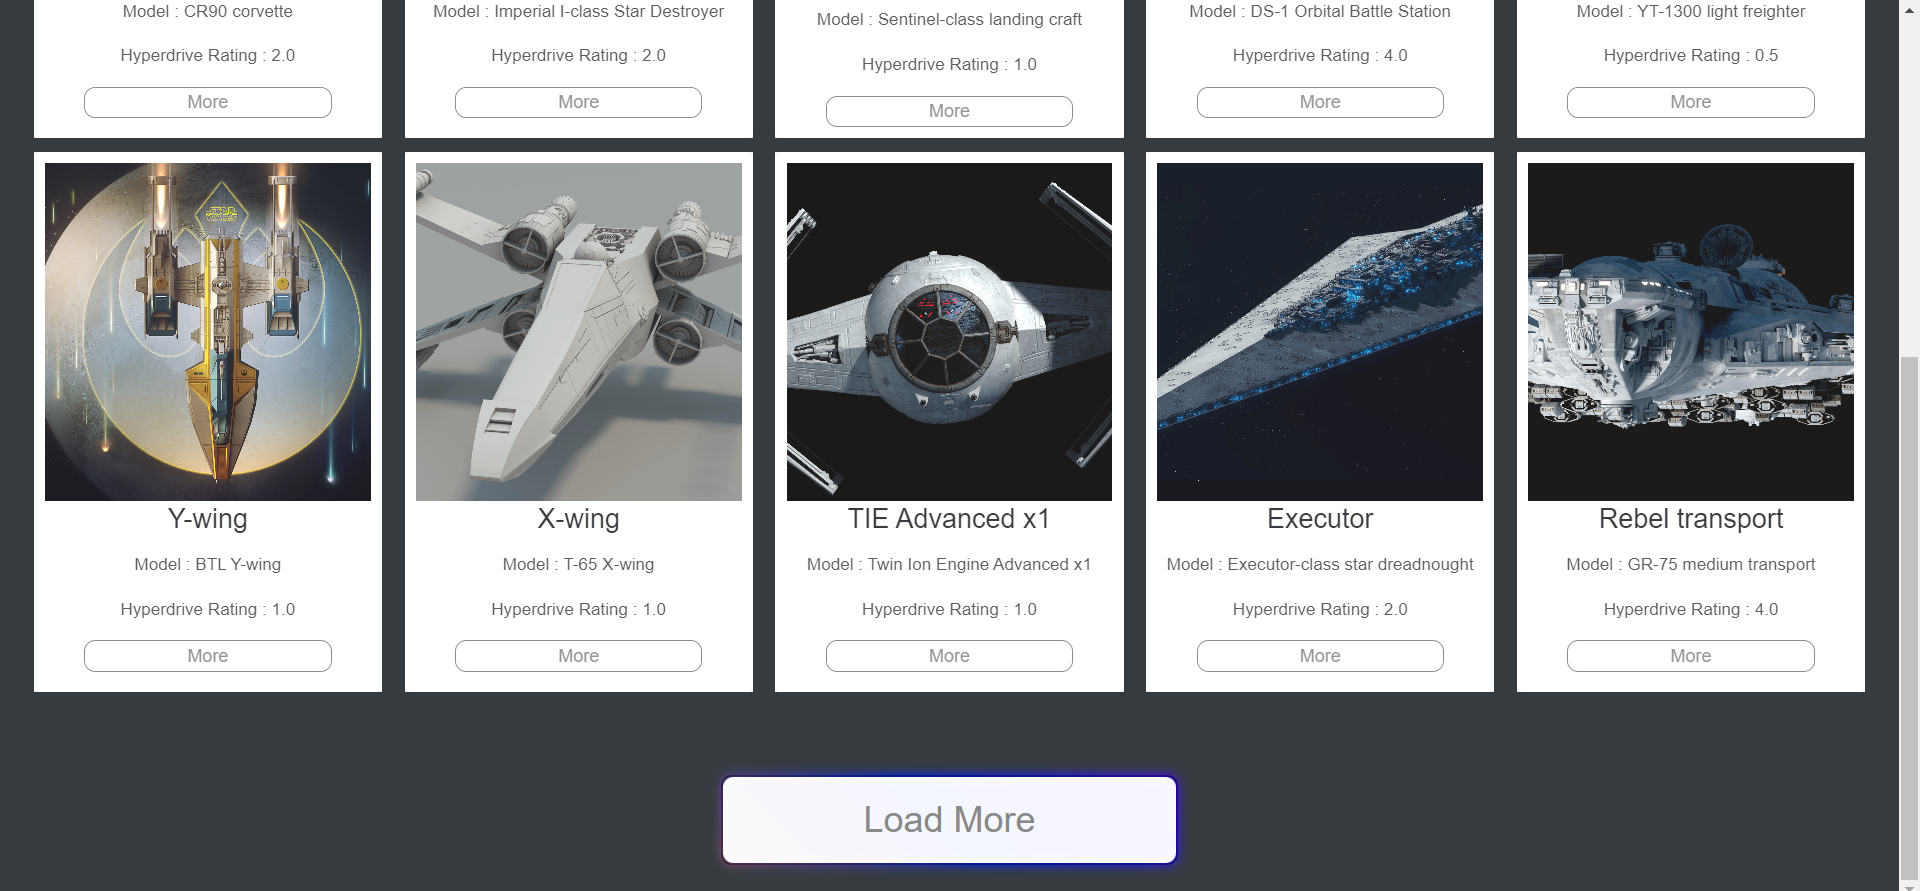 Model : CR90 corvette
Hyperdrive Rating : 2.0
More
Model : Imperial I-class Star Destroyer
Hyperdrive Rating : 2.0
More
Model : Sentinel-class landing craft
Hyperdrive Rating : 1.0
More
Model : DS-1 Orbital Battle Station
Hyperdrive Rating : 4.0
More
Model : YT-1300 light freighter
Hyperdrive Rating : 0.5
More
STAR
WARS
Y-wing
Model : BTL Y-wing
Hyperdrive Rating : 1.0
More
X-wing
Model : T-65 X-wing
Hyperdrive Rating : 1.0
More
TIE Advanced x1
Model : Twin Ion Engine Advanced x1
Hyperdrive Rating : 1.0
More
Executor
Model : Executor-class star dreadnought
Hyperdrive Rating : 2.0
More
Rebel transport
Model : GR-75 medium transport
Hyperdrive Rating : 4.0
More
Load More